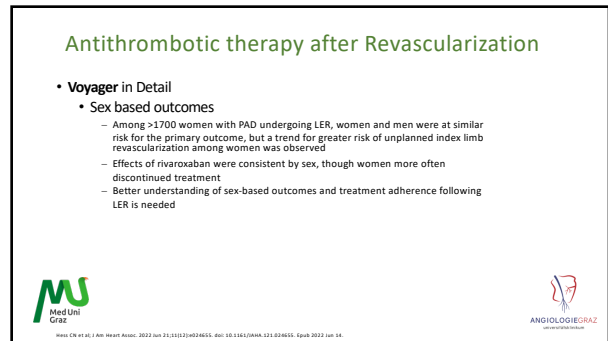 Antithrombotic therapy after Revascularization
• Voyager in Detail
• Sex based outcomes
– Among >1700 women with PAD undergoing LER, women and men were at similar
risk for the primary outcome, but a trend for greater risk of unplanned index limb
revascularization among women was observed
– Effects of rivaroxaban were consistent by sex, though women more often
discontinued treatment
– Better understanding of sex-based outcomes and treatment adherence following
LER is needed
MU
Med Uni
Graz
ANGIOLOGIEGRAZ
universitätsklinikum
Hess CN et al; J Am Heart Assoc. 2022 Jun 21;11(12):e024655. doi: 10.1161/JAHA.121.024655. Epub 2022 Jun 14.